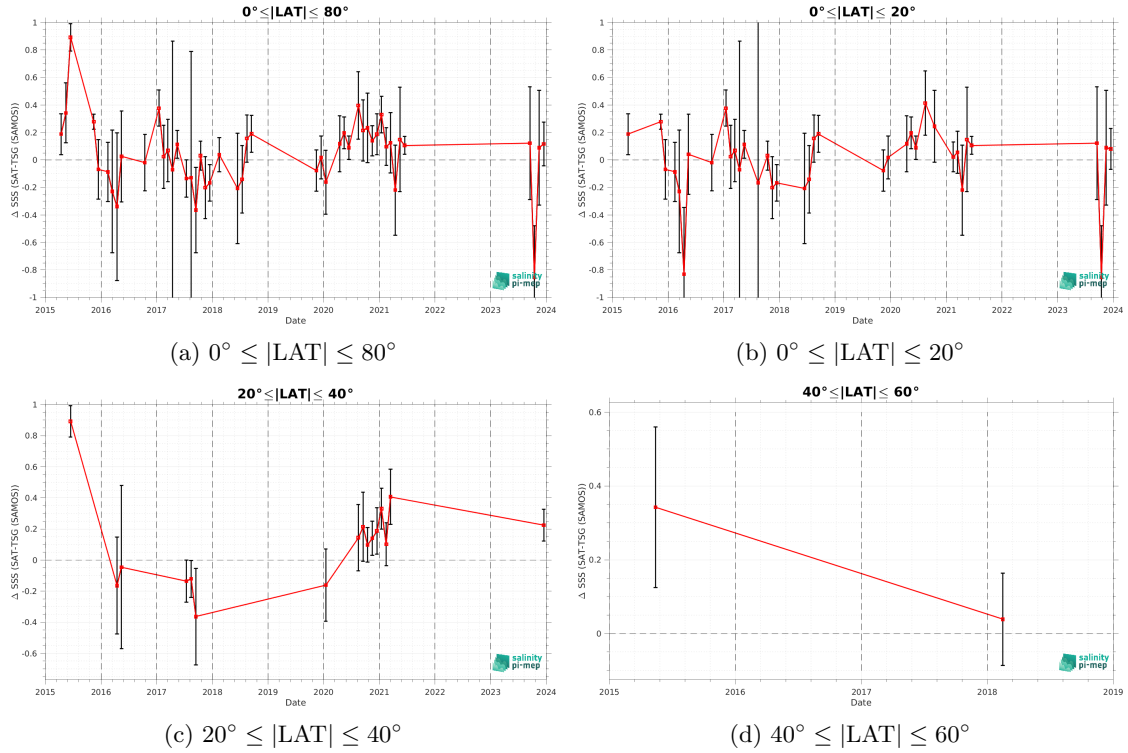 0°≤|LAT|≤ 80°
Δ SSS (SAT-TSG (SAMOS))
1
0.8
0.6
0.4
0.2
0
-0.2
-0.4
-0.6
-0.8
-1
2015 2016 2017 2018 2019 2020 2021 2022 2023 2024
Date
salinity
pi-mep
(a) 0° ≤ |LAT| ≤ 80°
0°≤|LAT|≤ 20°
Δ SSS (SAT-TSG (SAMOS))
1
0.8
0.6
0.4
0.2
0
-0.2
-0.4
-0.6
-0.8
-1
2015 2016 2017 2018 2019 2020 2021 2022 2023 2024
Date
salinity
pi-mep
(b) 0° ≤ |LAT| ≤ 20°
20°≤|LAT|≤ 40°
Δ SSS (SAT-TSG (SAMOS))
1
0.8
0.6
0.4
0.2
0
-0.2
-0.4
-0.6
2015 2016 2017 2018 2019 2020 2021 2022 2023 2024
Date
salinity
pi-mep
(c) 20° ≤ |LAT| ≤ 40°
40°≤|LAT|≤ 60°
Δ SSS (SAT-TSG (SAMOS))
0.6
0.4
0.2
0
2015 2016 2017 2018 2019
Date
salinity
pi-mep
(d) 40° ≤ |LAT| ≤ 60°